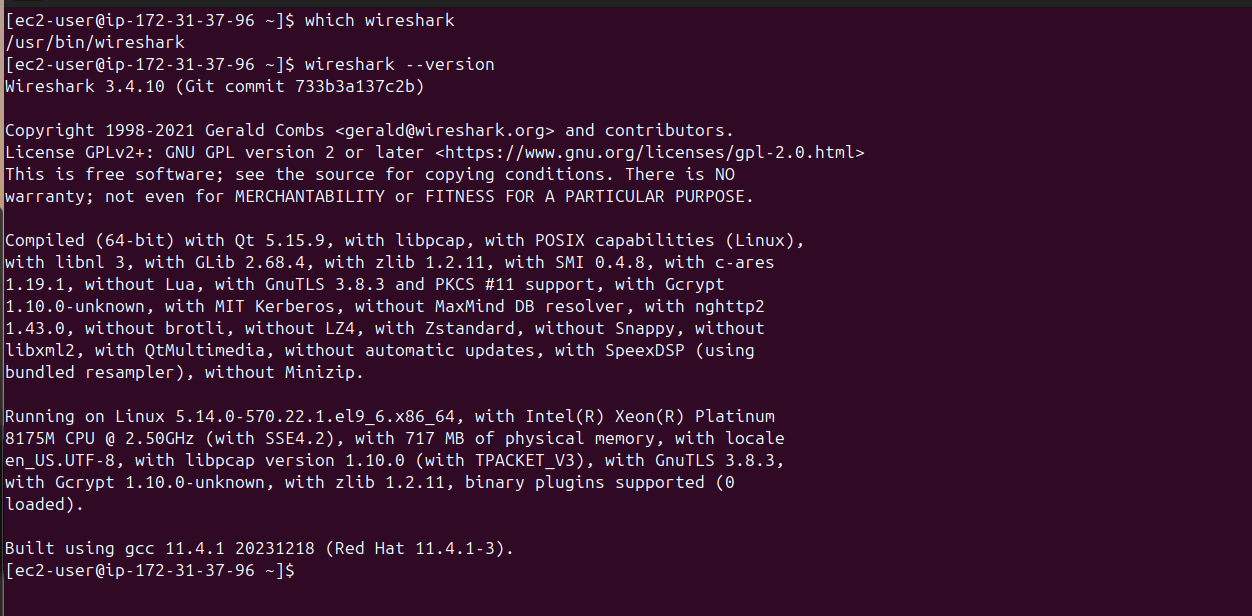 [ec2-user@ip-172-31-37-96 ~]$ which wireshark
/usr/bin/wireshark
[ec2-user@ip-172-31-37-96 ~]$ wireshark --version
Wireshark 3.4.10 (Git commit 733b3a137c2b)
Copyright 1998-2021 Gerald Combs <gerald@wireshark.org> and contributors.
License GPLv2+: GNU GPL version 2 or later <https://www.gnu.org/licenses/gpl-2.0.html>
This is free software; see the source for copying conditions. There is NO
warranty; not even for MERCHANTABILITY or FITNESS FOR A PARTICULAR PURPOSE.
Compiled (64-bit) with Qt 5.15.9, with libpcap, with POSIX capabilities (Linux),
with libnl 3, with GLib 2.68.4, with zlib 1.2.11, with SMI 0.4.8, with c-ares
1.19.1, without Lua, with GnuTLS 3.8.3 and PKCS #11 support, with Gcrypt
1.10.0-unknown, with MIT Kerberos, without MaxMind DB resolver, with nghttp2
1.43.0, without brotli, without LZ4, with Zstandard, without Snappy, without
libxml2, with QtMultimedia, without automatic updates, with SpeexDSP (using
bundled resampler), without Minizip.
Running on Linux 5.14.0-570.22.1.el9_6.x86_64, with Intel(R) Xeon(R) Platinum
8175M CPU @ 2.50GHz (with SSE4.2), with 717 MB of physical memory, with locale
en_US.UTF-8, with libpcap version 1.10.0 (with TPACKET_V3), with GnuTLS 3.8.3,
with Gcrypt 1.10.0-unknown, with zlib 1.2.11, binary plugins supported (0
loaded).
Built using gcc 11.4.1 20231218 (Red Hat 11.4.1-3).
[ec2-user@ip-172-31-37-96 ~]$